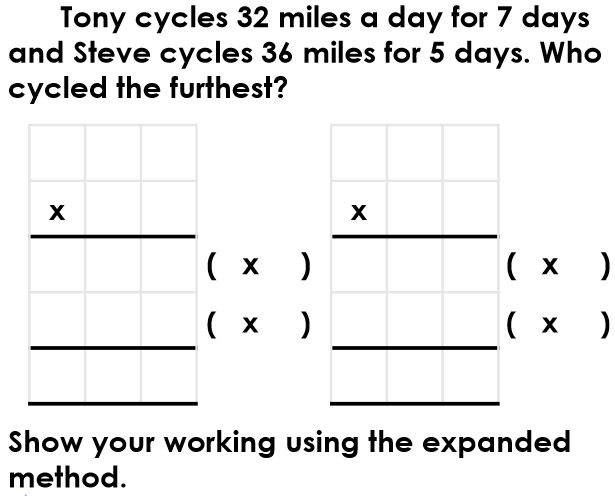 Tony cycles 32 miles a day for 7 days
and Steve cycles 36 miles for 5 days. Who
cycled the furthest?
x x
( x ) ( x )
( x ) ( x )
Show your working using the expanded
method.